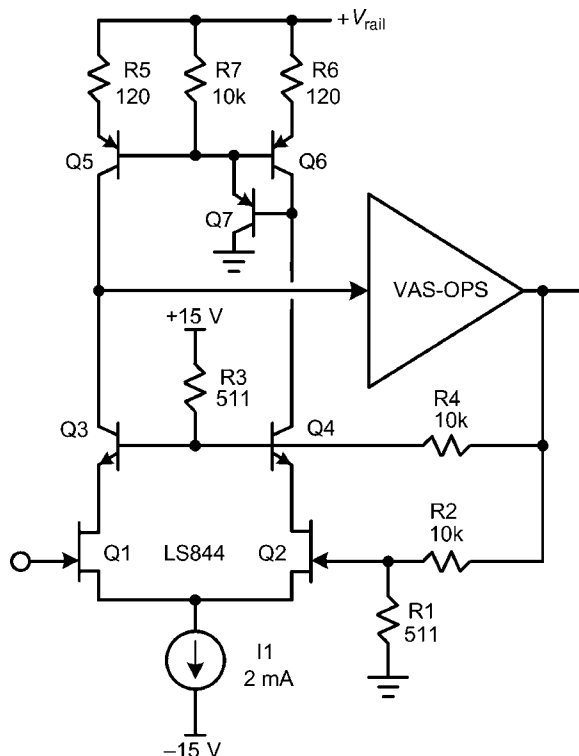 +Vrail
R5
120
R7
10k
R6
120
Q5
Q6
Q7
VAS-OPS
+15 V
R3
511
R4
10k
Q3
Q4
R2
10k
Q1
LS844
Q2
R1
511
I1
2 mA
–15 V